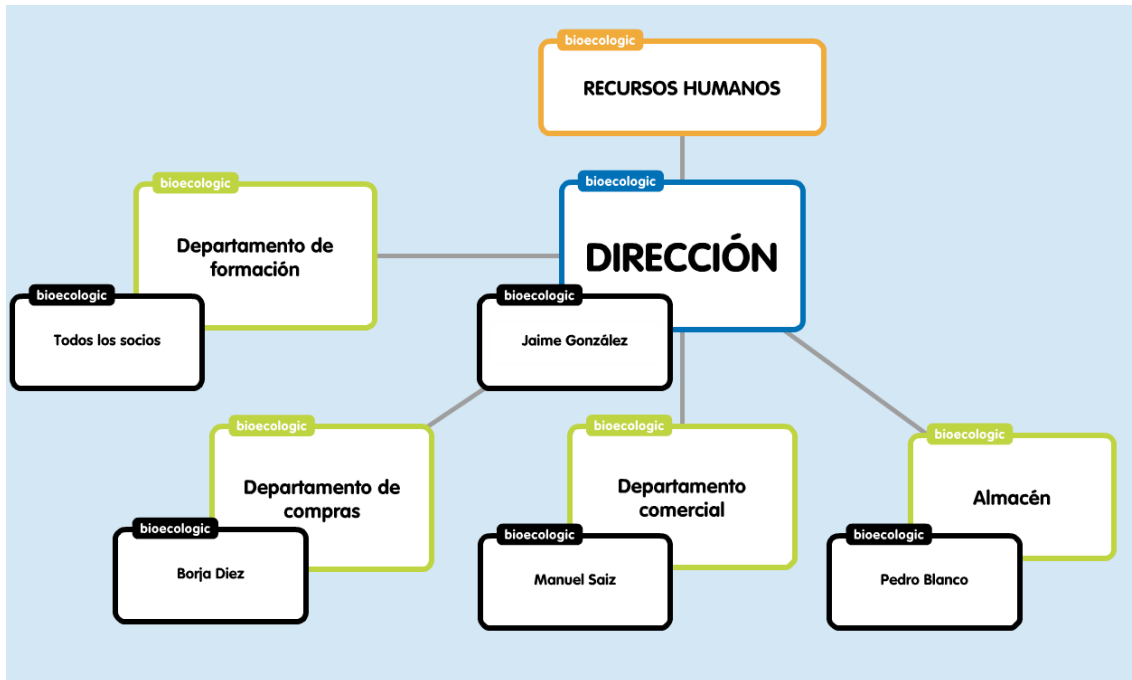 bioecologic
RECURSOS HUMANOS
bioecologic
DIRECCIÓN
bioecologic
Jaime González
bioecologic
Departamento de
formación
bioecologic
Todos los socios
bioecologic
Departamento de
compras
bioecologic
Borja Diez
bioecologic
Departamento
comercial
bioecologic
Manuel Saiz
bioecologic
Almacén
bioecologic
Pedro Blanco